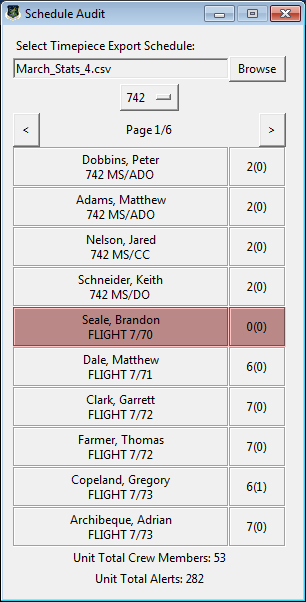 Schedule Audit
Select Timepiece Export Schedule:
March_Stats_4.csv Browse
742
< Page 1/6 >
Dobbins, Peter
742 MS/ADO
2(0)
Adams, Matthew
742 MS/ADO
2(0)
Nelson, Jared
742 MS/CC
2(0)
Schneider, Keith
742 MS/DO
2(0)
Seale, Brandon
FLIGHT 7/70
0(0)
Dale, Matthew
FLIGHT 7/71
6(0)
Clark, Garrett
FLIGHT 7/72
7(0)
Farmer, Thomas
FLIGHT 7/72
7(0)
Copeland, Gregory
FLIGHT 7/73
6(1)
Archibeque, Adrian
FLIGHT 7/73
7(0)
Unit Total Crew Members: 53
Unit Total Alerts: 282